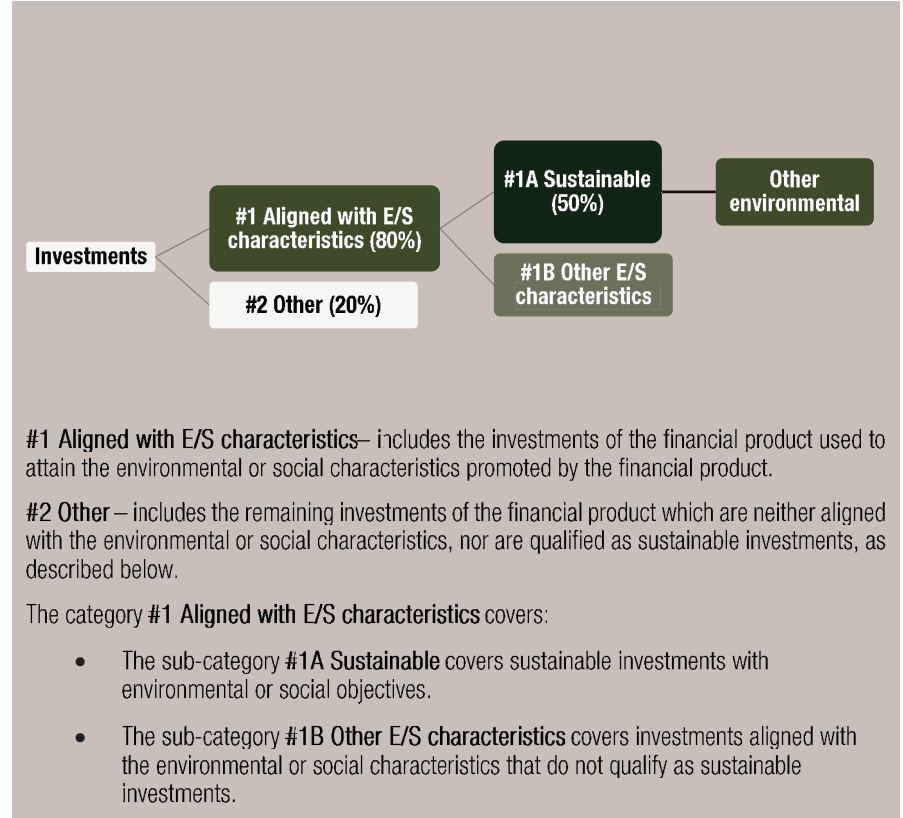 #1A Sustainable
(50%)
Other
environmental
#1 Aligned with E/S
characteristics (80%)
Investments
#1B Other E/S
characteristics
#2 Other (20%)
#1 Aligned with E/S characteristics– includes the investments of the financial product used to
attain the environmental or social characteristics promoted by the financial product.
#2 Other – includes the remaining investments of the financial product which are neither aligned
with the environmental or social characteristics, nor are qualified as sustainable investments, as
described below.
The category #1 Aligned with E/S characteristics covers:
• The sub-category #1A Sustainable covers sustainable investments with
environmental or social objectives.
• The sub-category #1B Other E/S characteristics covers investments aligned with
the environmental or social characteristics that do not qualify as sustainable
investments.